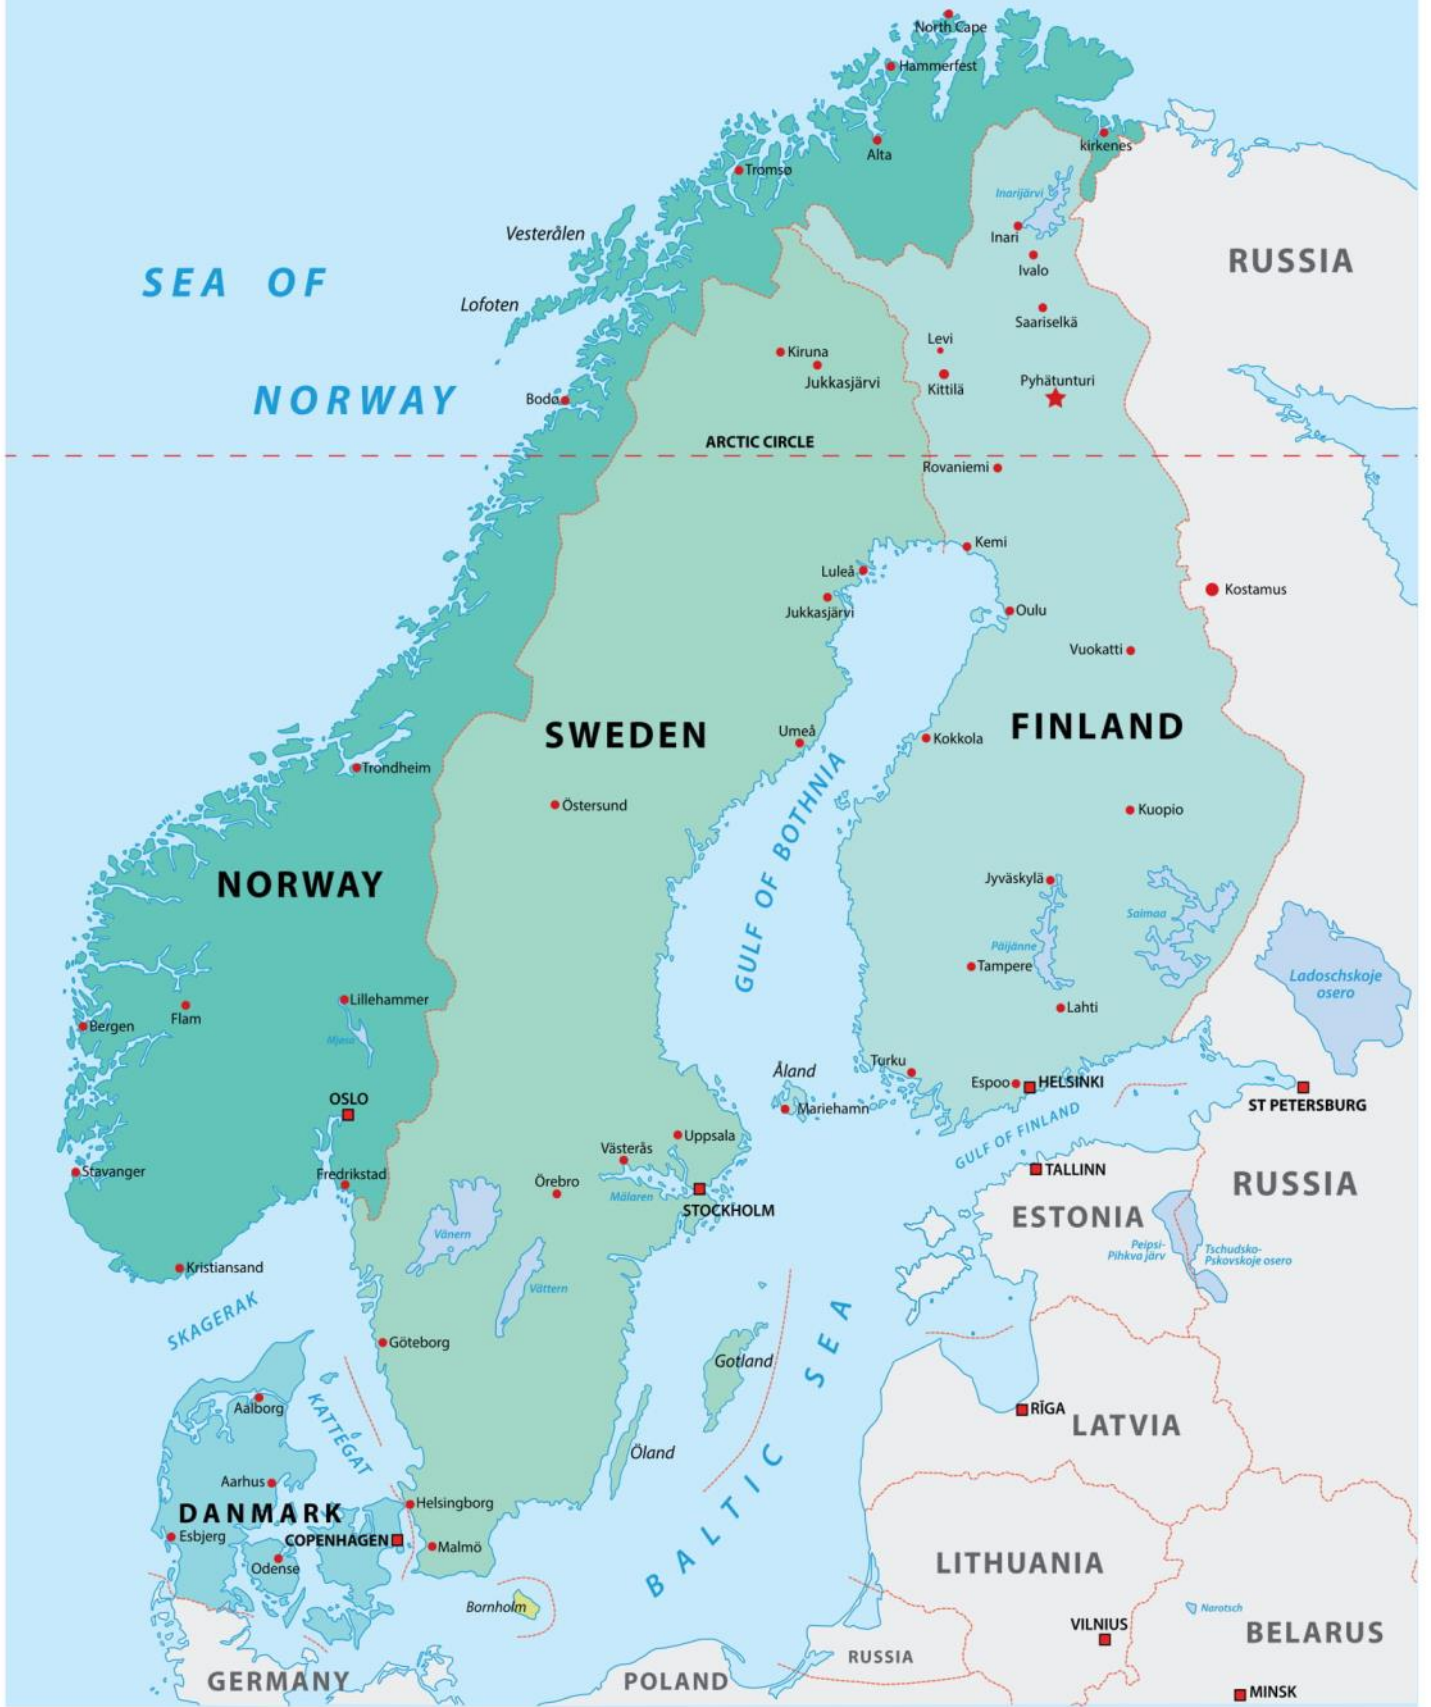 North Cape
Hammerfest
kirkenes
Alta
Tromsø
Inarijärvi
Vesterålen
Inari
RUSSIA
Ivalo
SEA OF
Lofoten
Saariselkä
Levi
Kiruna
Jukkasjärvi
Kittilä
Pyhätunturi
NORWAY
Bodø
ARCTIC CIRCLE
Rovaniemi
Kemi
Luleå
Kostamus
Jukkasjärvi
Oulu
Vuokatti
SWEDEN
FINLAND
Umeå
Kokkola
Trondheim
Östersund
Kuopio
GULF OF BOTHNIA
NORWAY
Jyväskylä
Saimaa
Päijänne
Tampere
Ladoschskoje
osero
Lillehammer
Lahti
Flam
Bergen
Mjøsa
Turku
Åland
Espoo
HELSINKI
OSLO
ST PETERSBURG
Mariehamn
GULF OF FINLAND
Uppsala
Västerås
Stavanger
Fredrikstad
TALLINN
Örebro
Mälaren
RUSSIA
STOCKHOLM
ESTONIA
Vänern
Peipsi-
Pihkva järv
Tschudsko-
Pskovskoje osero
Kristiansand
Vättern
SKAGERAK
Göteborg
BALTIC SEA
Gotland
Aalborg
KATTEGAT
RĪGA
LATVIA
Öland
Aarhus
Helsingborg
DANMARK
Esbjerg
COPENHAGEN
Malmö
Odense
LITHUANIA
Bornholm
Narotsch
VILNIUS
BELARUS
RUSSIA
GERMANY
POLAND
MINSK